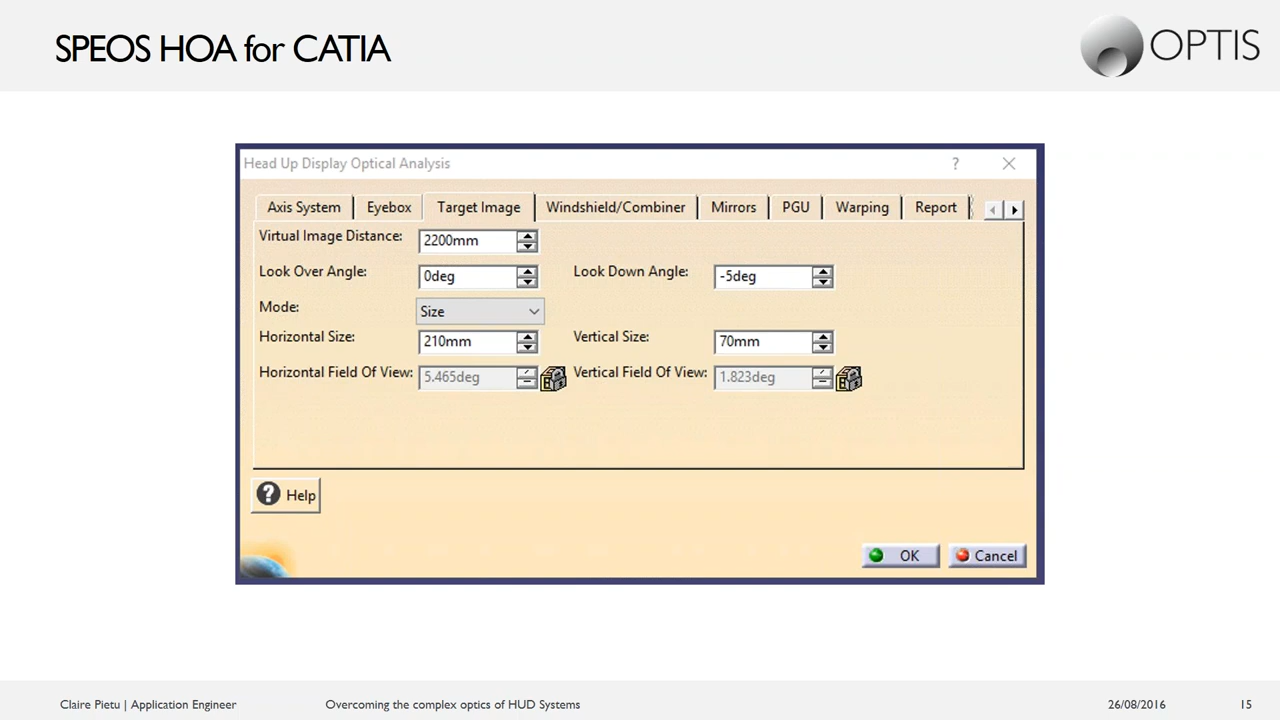 SPEOS HOA for CATIA
OPTIS
Head Up Display Optical Analysis
Axis System Eyebox Target Image Windshield/Combiner Mirrors PGU Warping Report
Virtual Image Distance: 2200mm
Look Over Angle: 0deg Look Down Angle: -5deg
Mode: Size
Horizontal Size: 210mm Vertical Size: 70mm
Horizontal Field Of View: 5.465deg Vertical Field Of View: 1.823deg
? Help
OK Cancel
Claire Pietu | Application Engineer Overcoming the complex optics of HUD Systems 26/08/2016 15